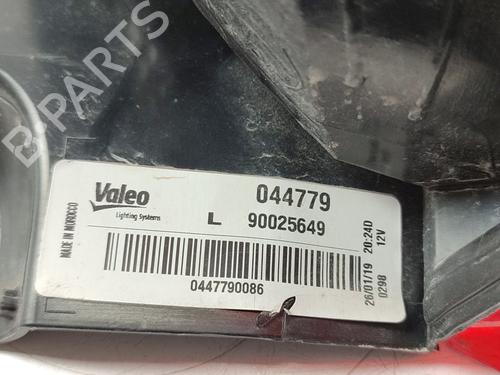 B-PARTS
Valeo
Lighting Systems
044779
L 90025649
0447790086
MADE IN MOROCCO
26/01/19 20:24D
0298 12V
L